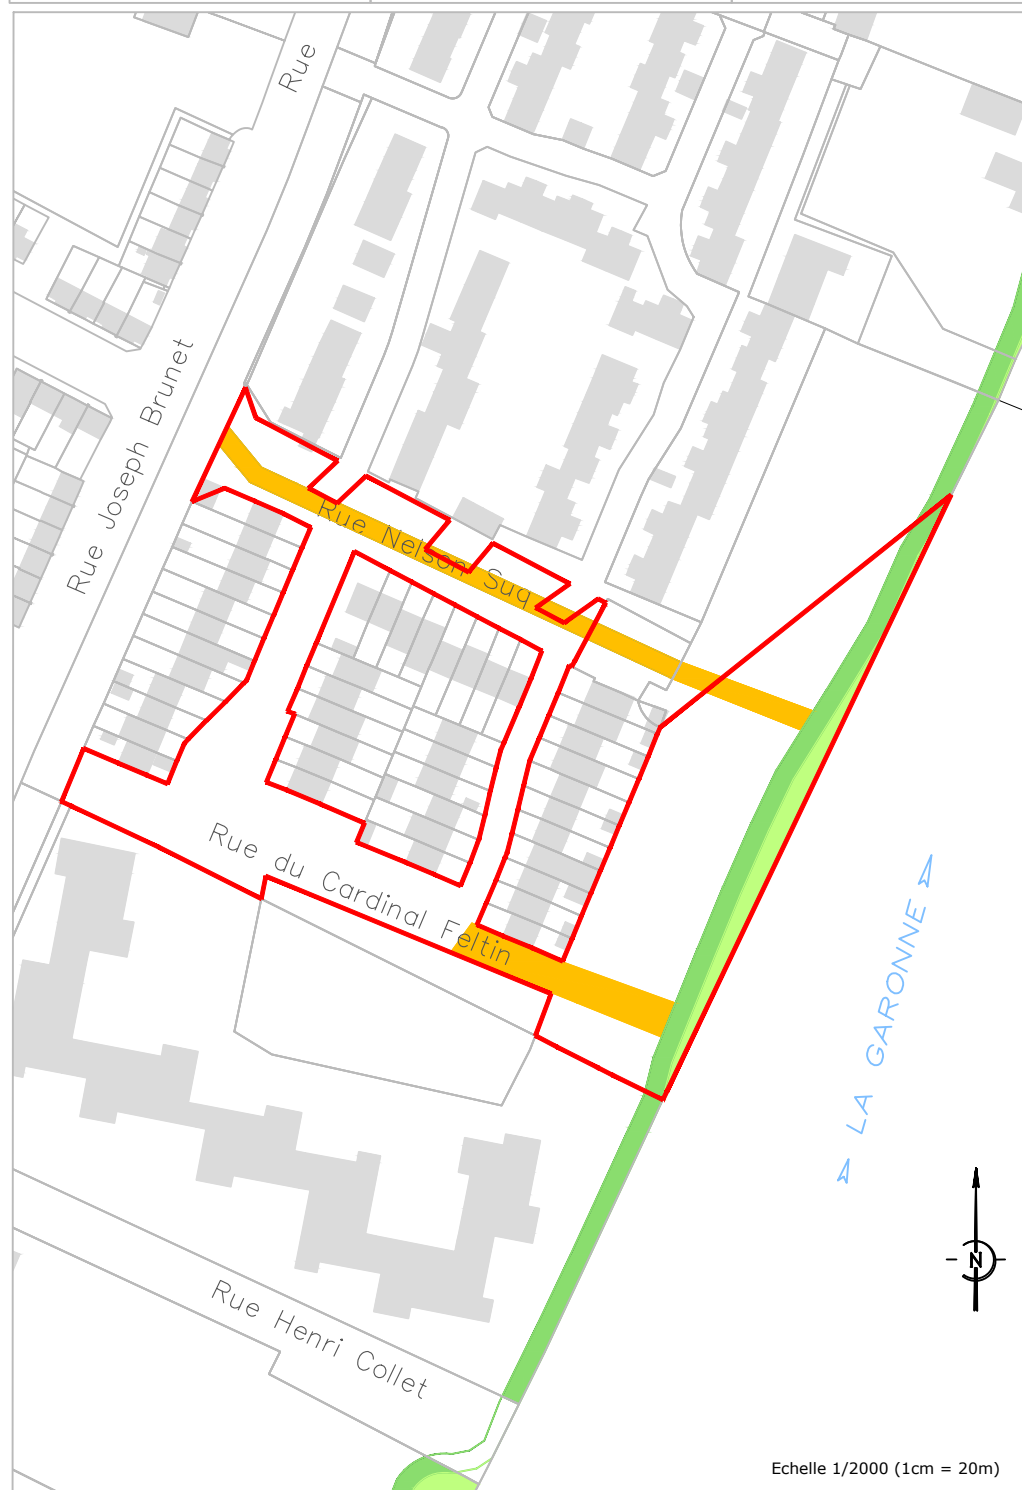 Rue
Rue Joseph Brunet
Rue Nelson Suq
Rue du Cardinal Feltin
LA GARONNE
N
Rue Henri Collet
Echelle 1/2000 (1cm = 20m)